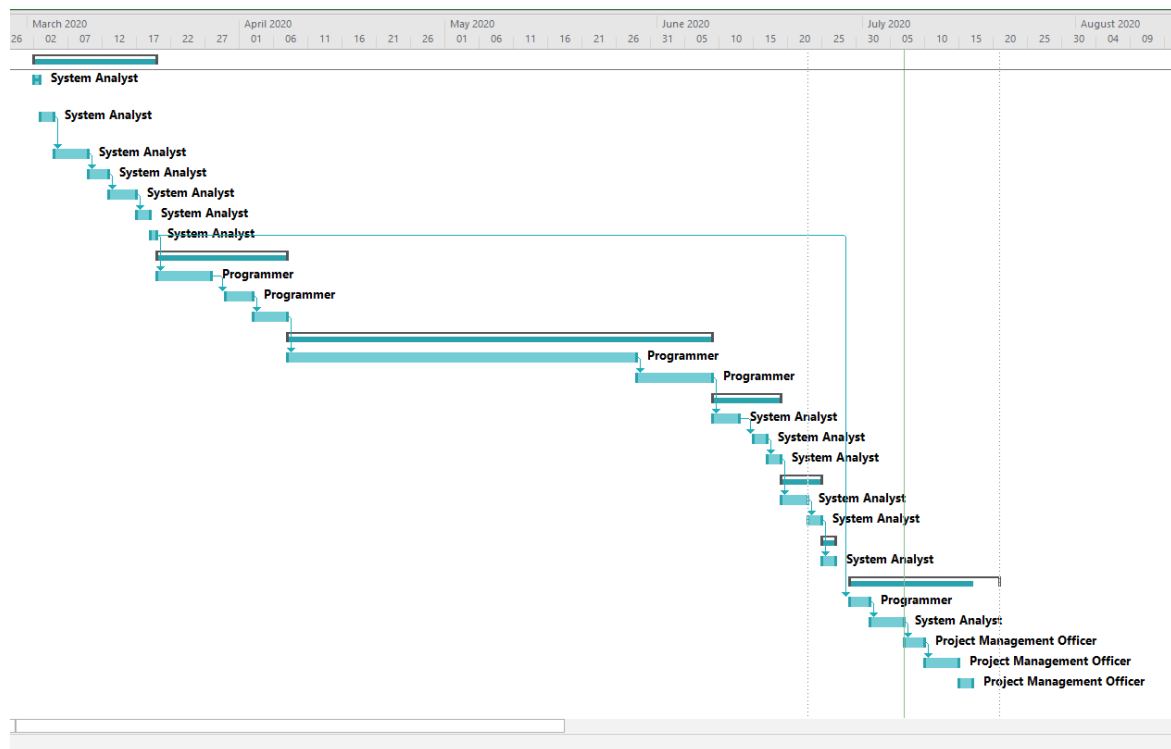 March 2020 April 2020 May 2020 June 2020 July 2020 August 2020
26 02 07 12 17 22 27 01 06 11 16 21 26 01 06 11 16 21 26 31 05 10 15 20 25 30 05 10 15 20 25 30 04 09
System Analyst
System Analyst
System Analyst
System Analyst
System Analyst
System Analyst
System Analyst
Programmer
Programmer
Programmer
Programmer
System Analyst
System Analyst
System Analyst
System Analyst
System Analyst
System Analyst
Programmer
System Analyst
Project Management Officer
Project Management Officer
Project Management Officer